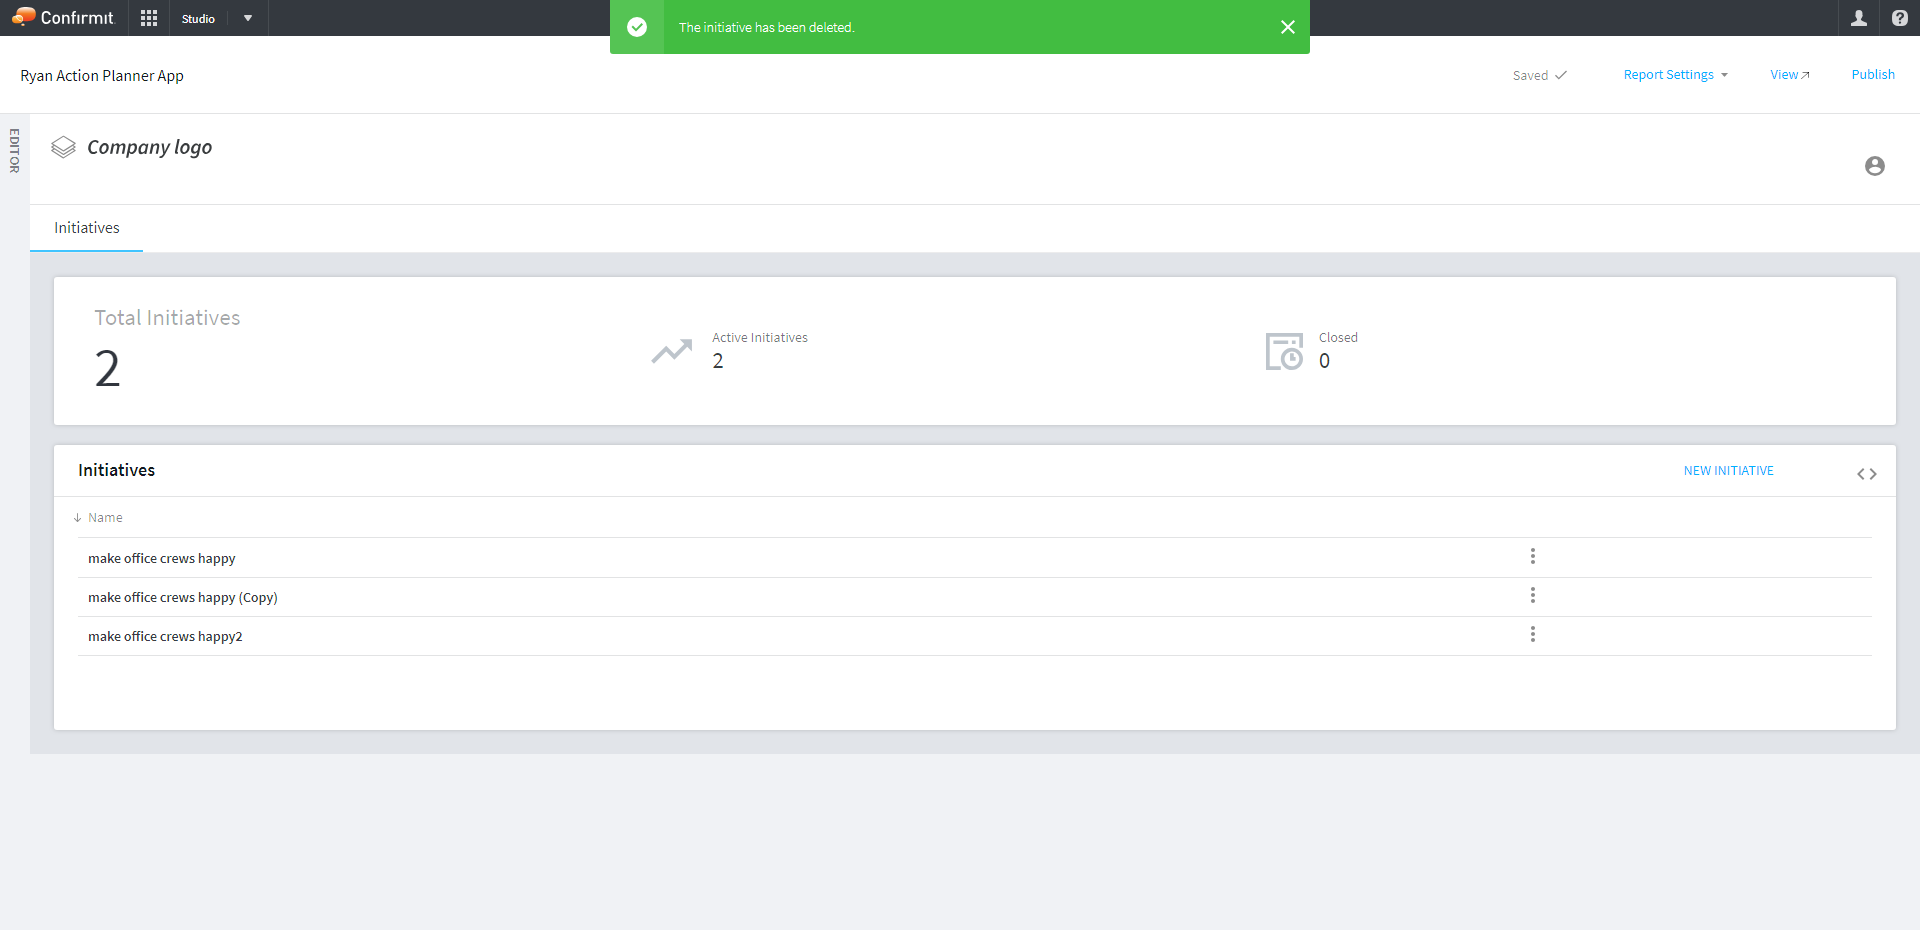 Confirmit
Studio
The initiative has been deleted.
Ryan Action Planner App
Saved
Report Settings
View
Publish
EDITOR
Company logo
Initiatives
Total Initiatives
2
Active Initiatives
2
Closed
0
Initiatives
NEW INITIATIVE
Name
make office crews happy
make office crews happy (Copy)
make office crews happy2